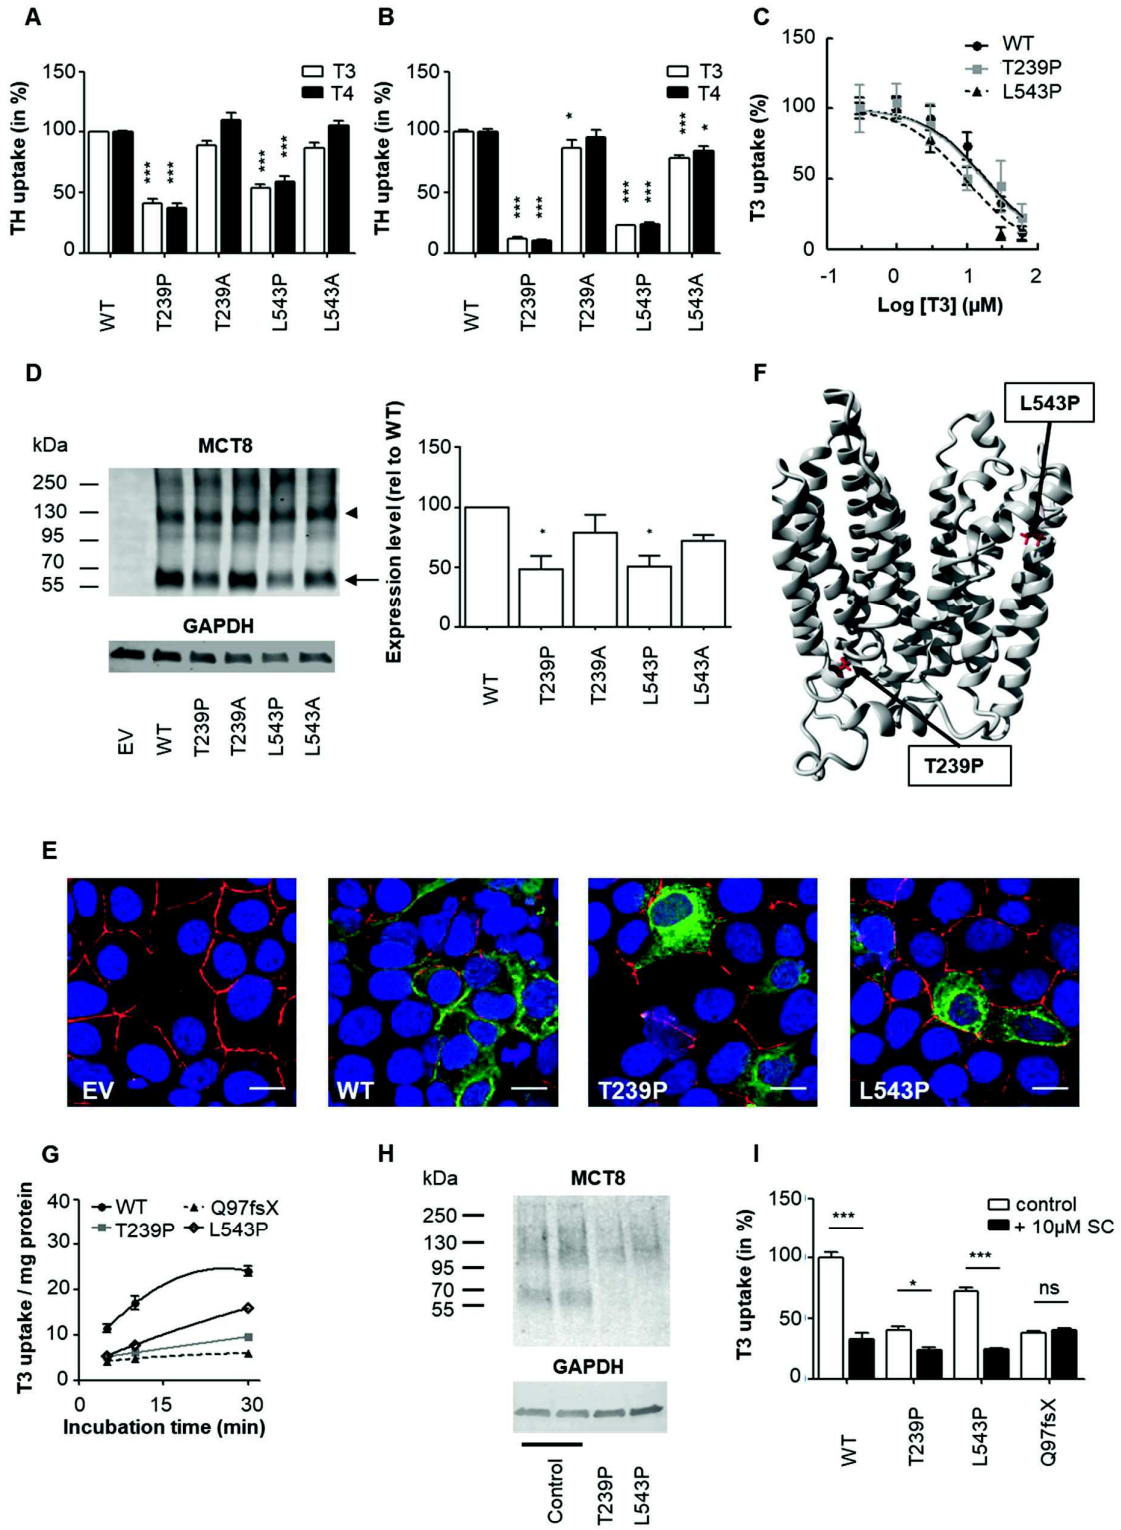 A
TH uptake (in %)
150
100
50
0
T3
T4
***
***
***
***
WT
T239P
T239A
L543P
L543A
B
TH uptake (in %)
150
100
50
0
T3
T4
***
***
*
***
***
***
*
WT
T239P
T239A
L543P
L543A
C
T3 uptake (%)
150
100
50
0
WT
T239P
L543P
-1
0
1
2
Log [T3] (µM)
D
kDa
MCT8
250
130
95
70
55
GAPDH
EV
WT
T239P
T239A
L543P
L543A
Expression level (rel to WT)
150
100
50
0
*
*
WT
T239P
T239A
L543P
L543A
F
L543P
T239P
E
EV
WT
T239P
L543P
G
T3 uptake / mg protein
40
30
20
10
0
WT
Q97fsX
T239P
L543P
0
15
30
Incubation time (min)
H
kDa
MCT8
250
130
95
70
55
GAPDH
Control
T239P
L543P
I
T3 uptake (in %)
150
100
50
0
control
+ 10µM SC
***
*
***
ns
WT
T239P
L543P
Q97fsX